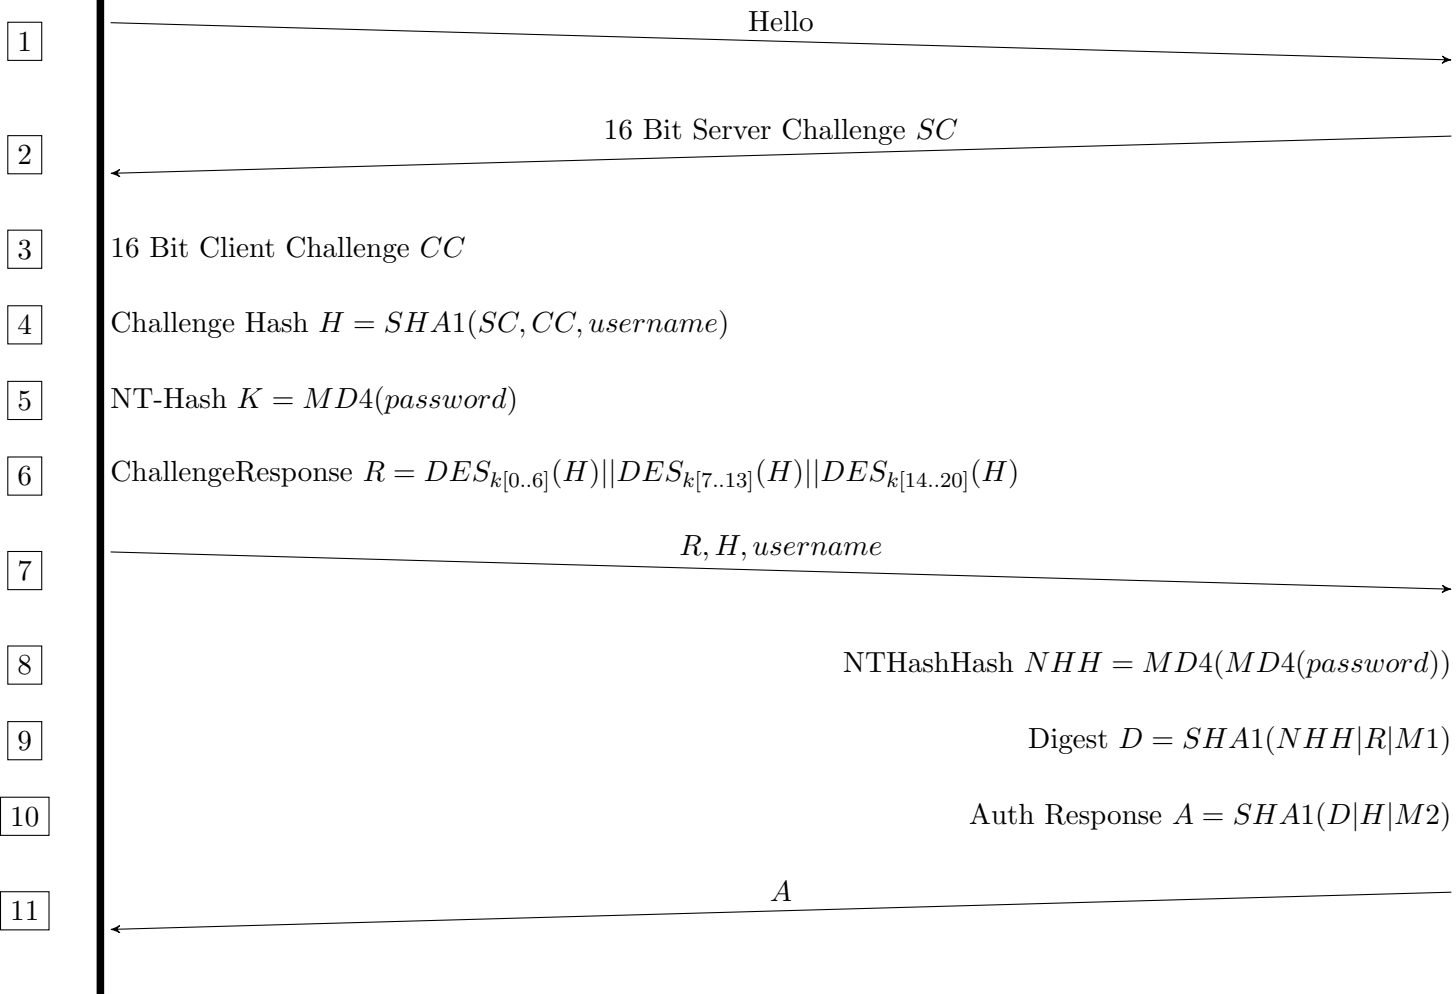 1 Hello
2 16 Bit Server Challenge SC
3 16 Bit Client Challenge CC
4 Challenge Hash H = SHA1(SC, CC, username)
5 NT-Hash K = MD4(password)
6 ChallengeResponse R = DES_{k[0..6]}(H)||DES_{k[7..13]}(H)||DES_{k[14..20]}(H)
7 R, H, username
8 NTHashHash NHH = MD4(MD4(password))
9 Digest D = SHA1(NHH|R|M1)
10 Auth Response A = SHA1(D|H|M2)
11 A